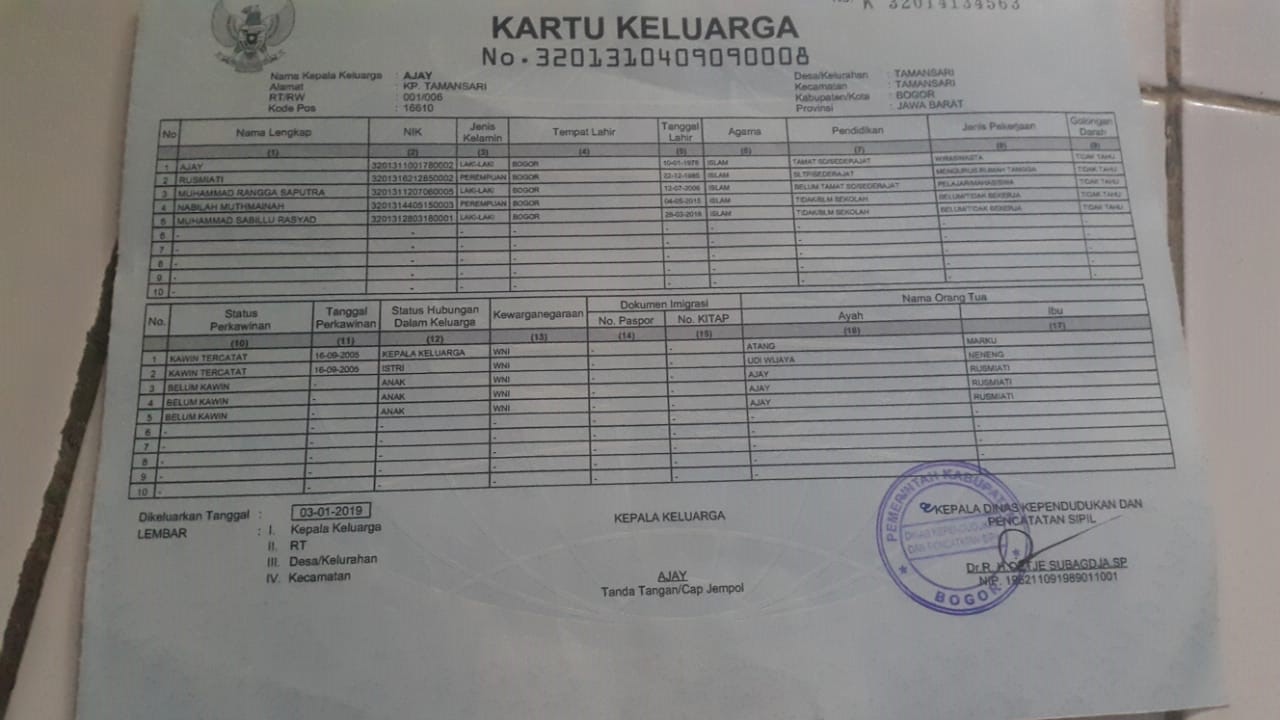 No. K 32014134563
KARTU KELUARGA
No.3201310409090008
Nama Kepala Keluarga : AJAY
Alamat : KP. TAMANSARI
RT/RW : 001/006
Kode Pos : 16610
Desa/Kelurahan : TAMANSARI
Kecamatan : TAMANSARI
Kabupaten/Kota : BOGOR
Provinsi : JAWA BARAT
No Nama Lengkap NIK Jenis Kelamin Tempat Lahir Tanggal Lahir Agama Pendidikan Jenis Pekerjaan Golongan Darah
(1) (2) (3) (4) (5) (6) (7) (8) (9)
1 AJAY 3201311001780002 LAKI-LAKI BOGOR 10-01-1978 ISLAM TAMAT SD/SEDERAJAT WIRASWASTA TIDAK TAHU
2 RUSMIATI 3201316212850002 PEREMPUAN BOGOR 22-12-1985 ISLAM SLTP/SEDERAJAT MENGURUS RUMAH TANGGA TIDAK TAHU
3 MUHAMMAD RANGGA SAPUTRA 3201311207060005 LAKI-LAKI BOGOR 12-07-2006 ISLAM BELUM TAMAT SD/SEDERAJAT PELAJAR/MAHASISWA TIDAK TAHU
4 NABILAH MUTHMAINAH 3201314405150003 PEREMPUAN BOGOR 04-05-2015 ISLAM TIDAK/BLM SEKOLAH BELUM/TIDAK BEKERJA TIDAK TAHU
5 MUHAMMAD SABILLU RASYAD 3201312803180001 LAKI-LAKI BOGOR 28-03-2018 ISLAM TIDAK/BLM SEKOLAH BELUM/TIDAK BEKERJA TIDAK TAHU
6 - - - - - - - - -
7 - - - - - - - - -
8 - - - - - - - - -
9 - - - - - - - - -
10 - - - - - - - - -
No. Status Perkawinan Tanggal Perkawinan Status Hubungan Dalam Keluarga Kewarganegaraan Dokumen Imigrasi Nama Orang Tua
No. Paspor No. KITAP Ayah Ibu
(10) (11) (12) (13) (14) (15) (16) (17)
1 KAWIN TERCATAT 16-09-2005 KEPALA KELUARGA WNI - - ATANG MARKU
2 KAWIN TERCATAT 16-09-2005 ISTRI WNI - - UDI WIJAYA NENENG
3 BELUM KAWIN - ANAK WNI - - AJAY RUSMIATI
4 BELUM KAWIN - ANAK WNI - - AJAY RUSMIATI
5 BELUM KAWIN - ANAK WNI - - AJAY RUSMIATI
6 - - - - - - - -
7 - - - - - - - -
8 - - - - - - - -
9 - - - - - - - -
10 - - - - - - - -
Dikeluarkan Tanggal : 03-01-2019
LEMBAR : I. Kepala Keluarga
II. RT
III. Desa/Kelurahan
IV. Kecamatan
KEPALA KELUARGA
AJAY
Tanda Tangan/Cap Jempol
KEPALA DINAS KEPENDUDUKAN DAN
PENCATATAN SIPIL
Dr.R. H.OETJE SUBAGDJA.SP
NIP. 196211091989011001
PEMERINTAH KABUPATEN
DINAS KEPENDUDUKAN
DAN PENCATATAN SIPIL
BOGOR